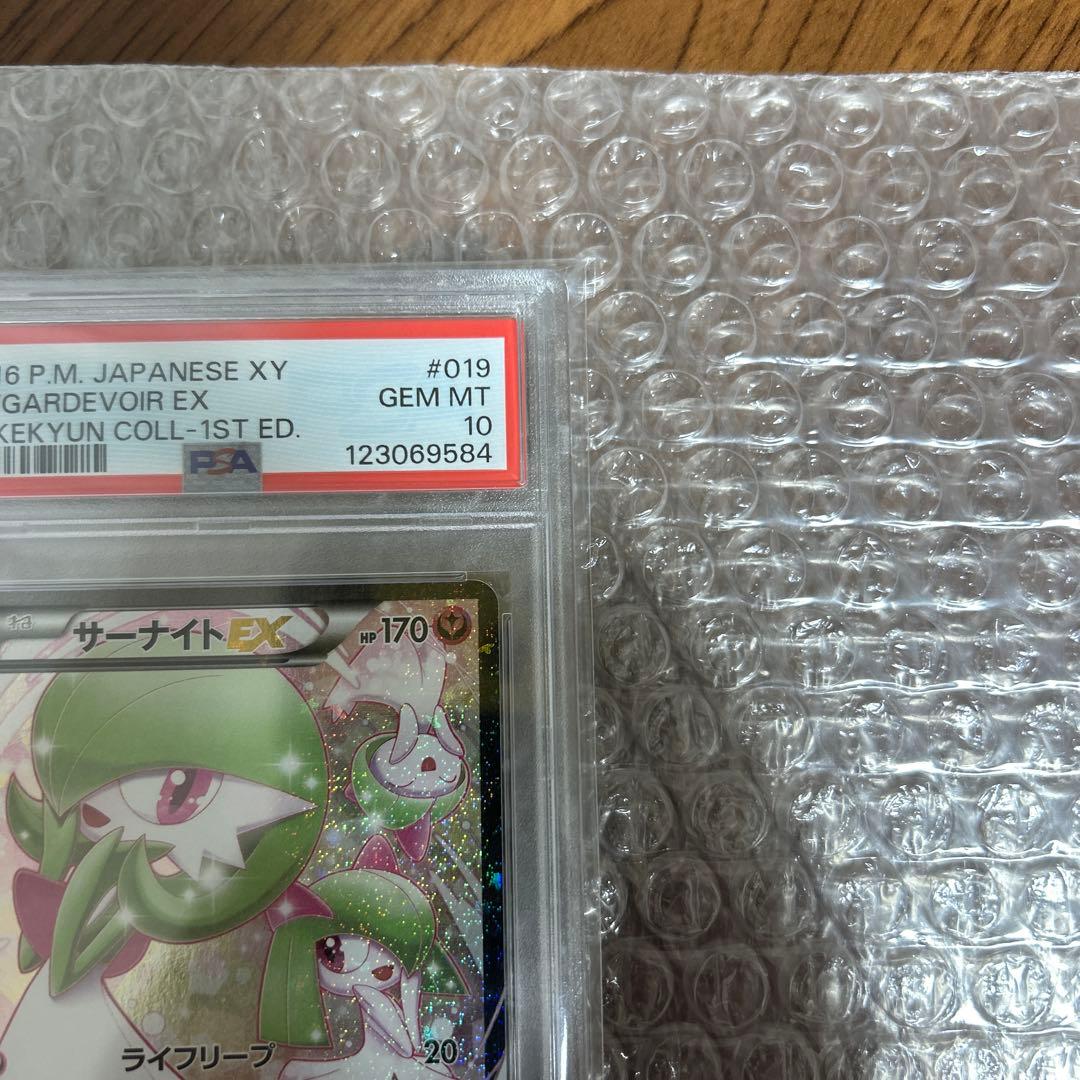 16 P.M. JAPANESE XY #019
/GARDEVOIR EX GEM MT
KEKYUN COLL-1ST ED. 10
PSA 123069584
サーナイトEX HP170
ライフリープ 20